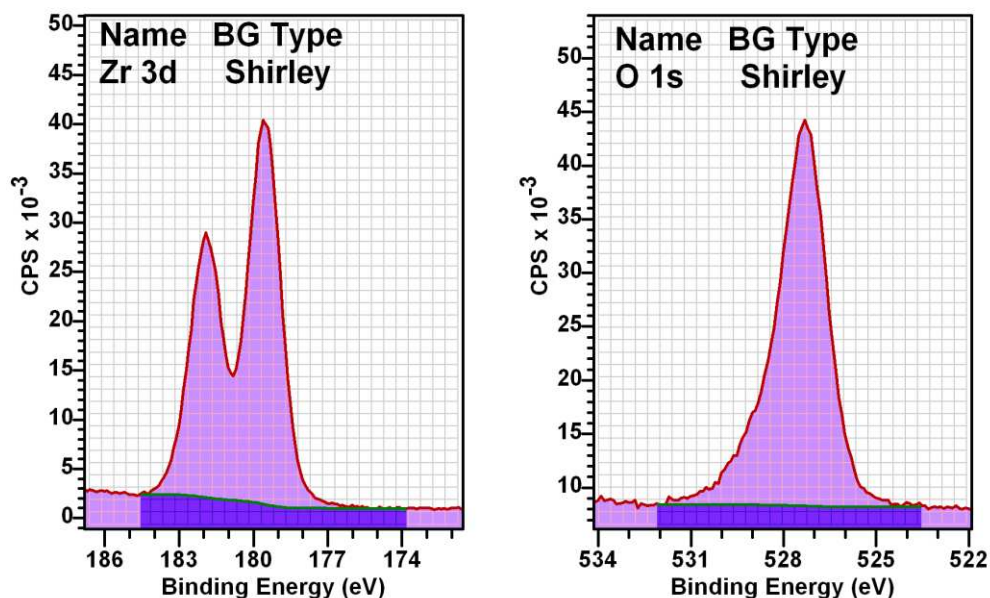 Name BG Type
Zr 3d Shirley
CPS x 10-3
50
45
40
35
30
25
20
15
10
5
0
186 183 180 177 174
Binding Energy (eV)
Name BG Type
O 1s Shirley
CPS x 10-3
50
45
40
35
30
25
20
15
10
534 531 528 525 522
Binding Energy (eV)